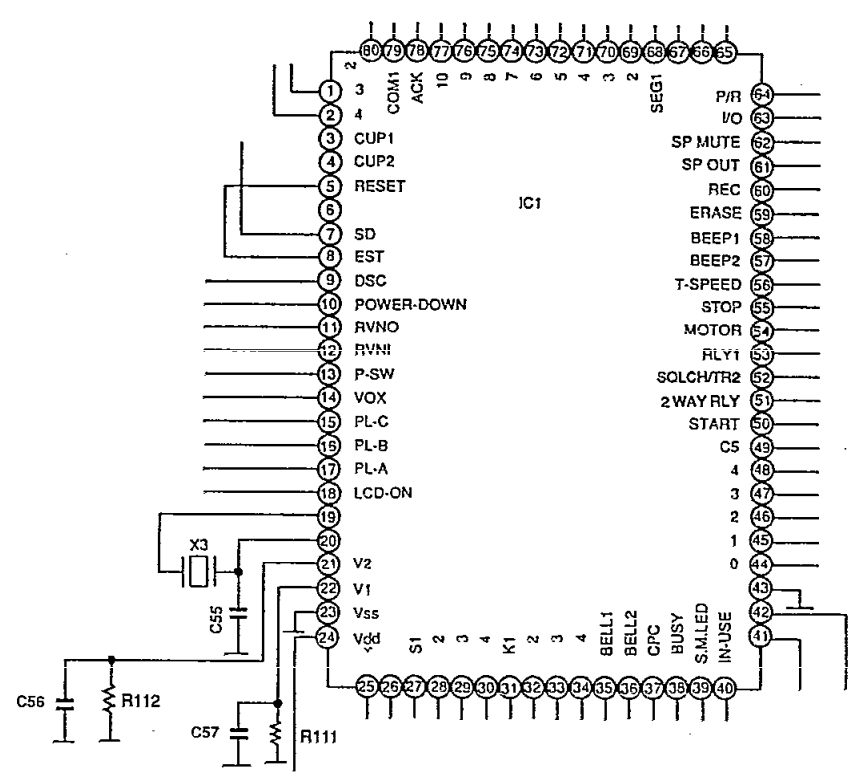 80 79 78 77 76 75 74 73 72 71 70 69 68 67 66 65
2 COM1 ACK 10 9 8 7 6 5 4 3 2 SEG1
1 3
2 4
3 CUP1
4 CUP2
5 RESET
6
7 SD
8 EST
9 DSC
10 POWER-DOWN
11 RVNO
12 RVNI
13 P-SW
14 VOX
15 PL-C
16 PL-B
17 PL-A
18 LCD-ON
19
20
21 V2
22 V1
23 Vss
24 Vdd
IC1
P/R 64
I/O 63
SP MUTE 62
SP OUT 61
REC 60
ERASE 59
BEEP1 58
BEEP2 57
T-SPEED 56
STOP 55
MOTOR 54
RLY1 53
SOLCH/TR2 52
2 WAY RLY 51
START 50
C5 49
4 48
3 47
2 46
1 45
0 44
43
42
41
S1 2 3 4 K1 2 3 4 BELL1 BELL2 CPC BUSY S.M.LED IN-USE
25 26 27 28 29 30 31 32 33 34 35 36 37 38 39 40
X3
C55
C56
R112
C57
R111